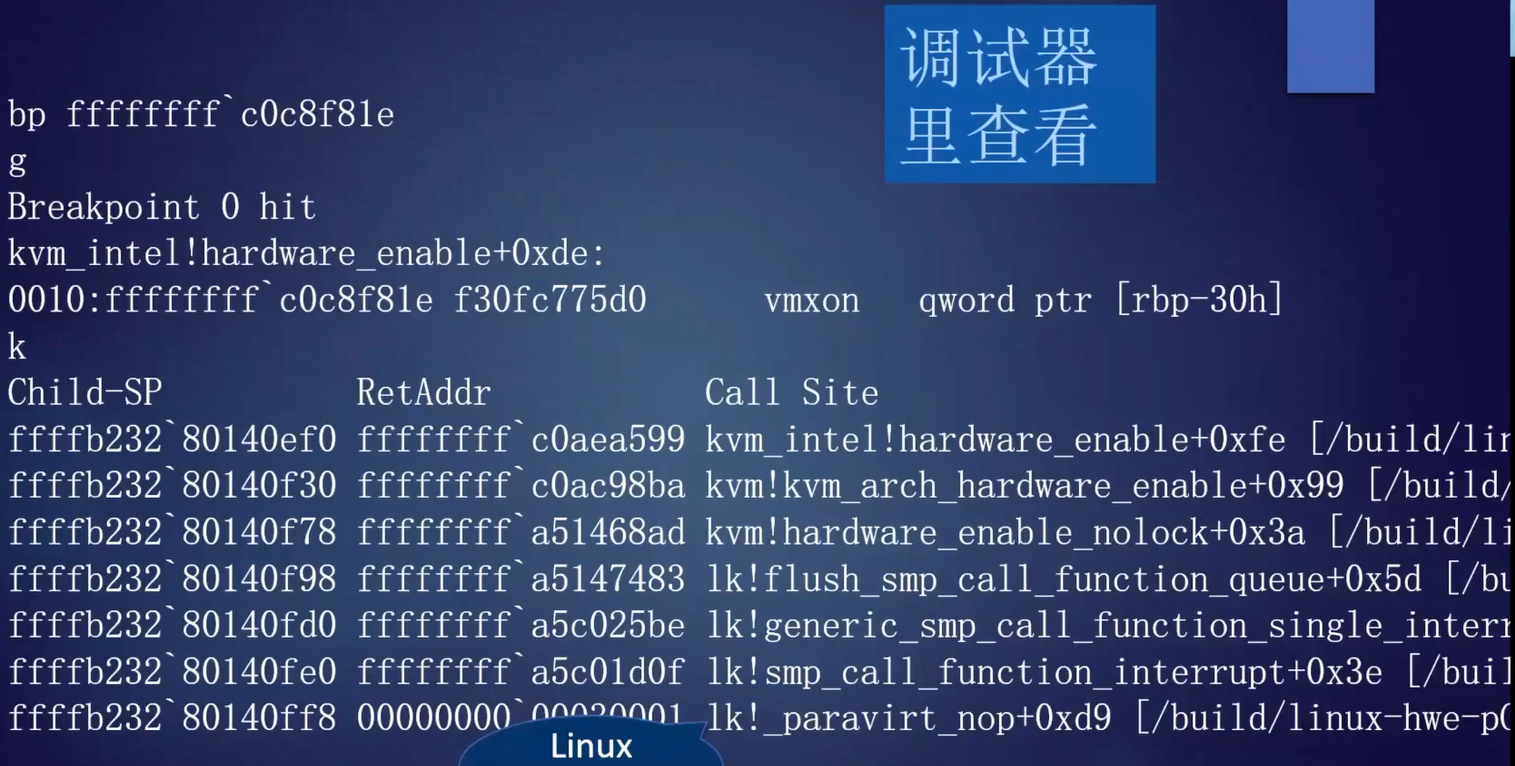 调试器
里查看
bp ffffffff`c0c8f81e
g
Breakpoint 0 hit
kvm_intel!hardware_enable+0xde:
0010:ffffffff`c0c8f81e f30fc775d0 vmxon qword ptr [rbp-30h]
k
Child-SP RetAddr Call Site
ffffb232`80140ef0 ffffffff`c0aea599 kvm_intel!hardware_enable+0xfe [/build/lin
ffffb232`80140f30 ffffffff`c0ac98ba kvm!kvm_arch_hardware_enable+0x99 [/build/
ffffb232`80140f78 ffffffff`a51468ad kvm!hardware_enable_nolock+0x3a [/build/li
ffffb232`80140f98 ffffffff`a5147483 lk!flush_smp_call_function_queue+0x5d [/bu
ffffb232`80140fd0 ffffffff`a5c025be lk!generic_smp_call_function_single_interr
ffffb232`80140fe0 ffffffff`a5c01d0f lk!smp_call_function_interrupt+0x3e [/buil
ffffb232`80140ff8 00000000`00030001 lk!_paravirt_nop+0xd9 [/build/linux-hwe-p0
Linux